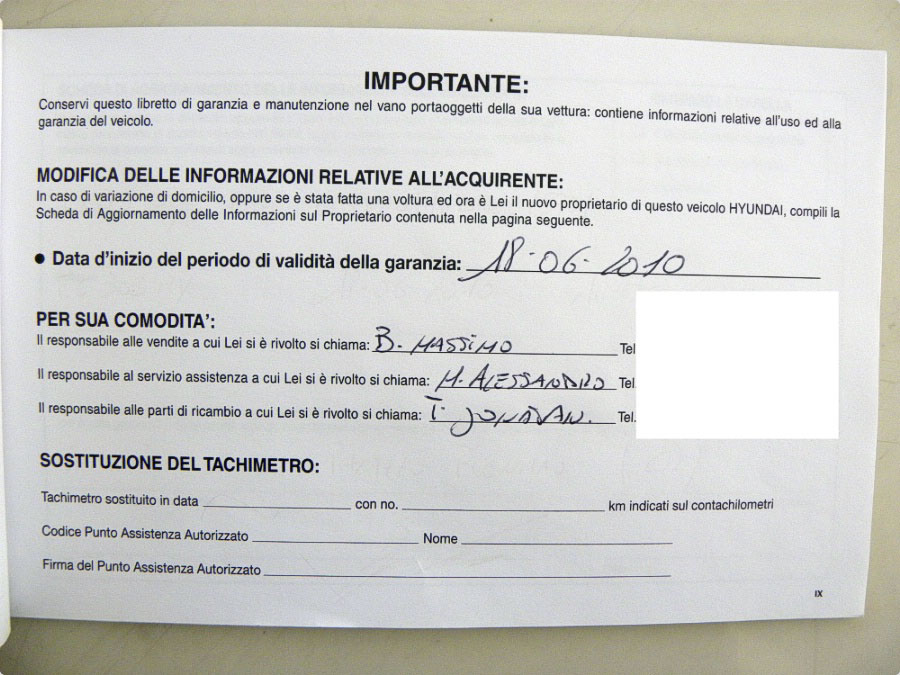 IMPORTANTE:
Conservi questo libretto di garanzia e manutenzione nel vano portaoggetti della sua vettura: contiene informazioni relative all'uso ed alla
garanzia del veicolo.
MODIFICA DELLE INFORMAZIONI RELATIVE ALL'ACQUIRENTE:
In caso di variazione di domicilio, oppure se è stata fatta una voltura ed ora è Lei il nuovo proprietario di questo veicolo HYUNDAI, compili la
Scheda di Aggiornamento delle Informazioni sul Proprietario contenuta nella pagina seguente.
● Data d'inizio del periodo di validità della garanzia: 18-06-2010
PER SUA COMODITA':
Il responsabile alle vendite a cui Lei si è rivolto si chiama: B. MASSIMO Tel
Il responsabile al servizio assistenza a cui Lei si è rivolto si chiama: M. ALESSANDRO Tel.
Il responsabile alle parti di ricambio a cui Lei si è rivolto si chiama: T. JONATAN. Tel.
SOSTITUZIONE DEL TACHIMETRO:
Tachimetro sostituito in data con no. km indicati sul contachilometri
Codice Punto Assistenza Autorizzato Nome
Firma del Punto Assistenza Autorizzato
IX